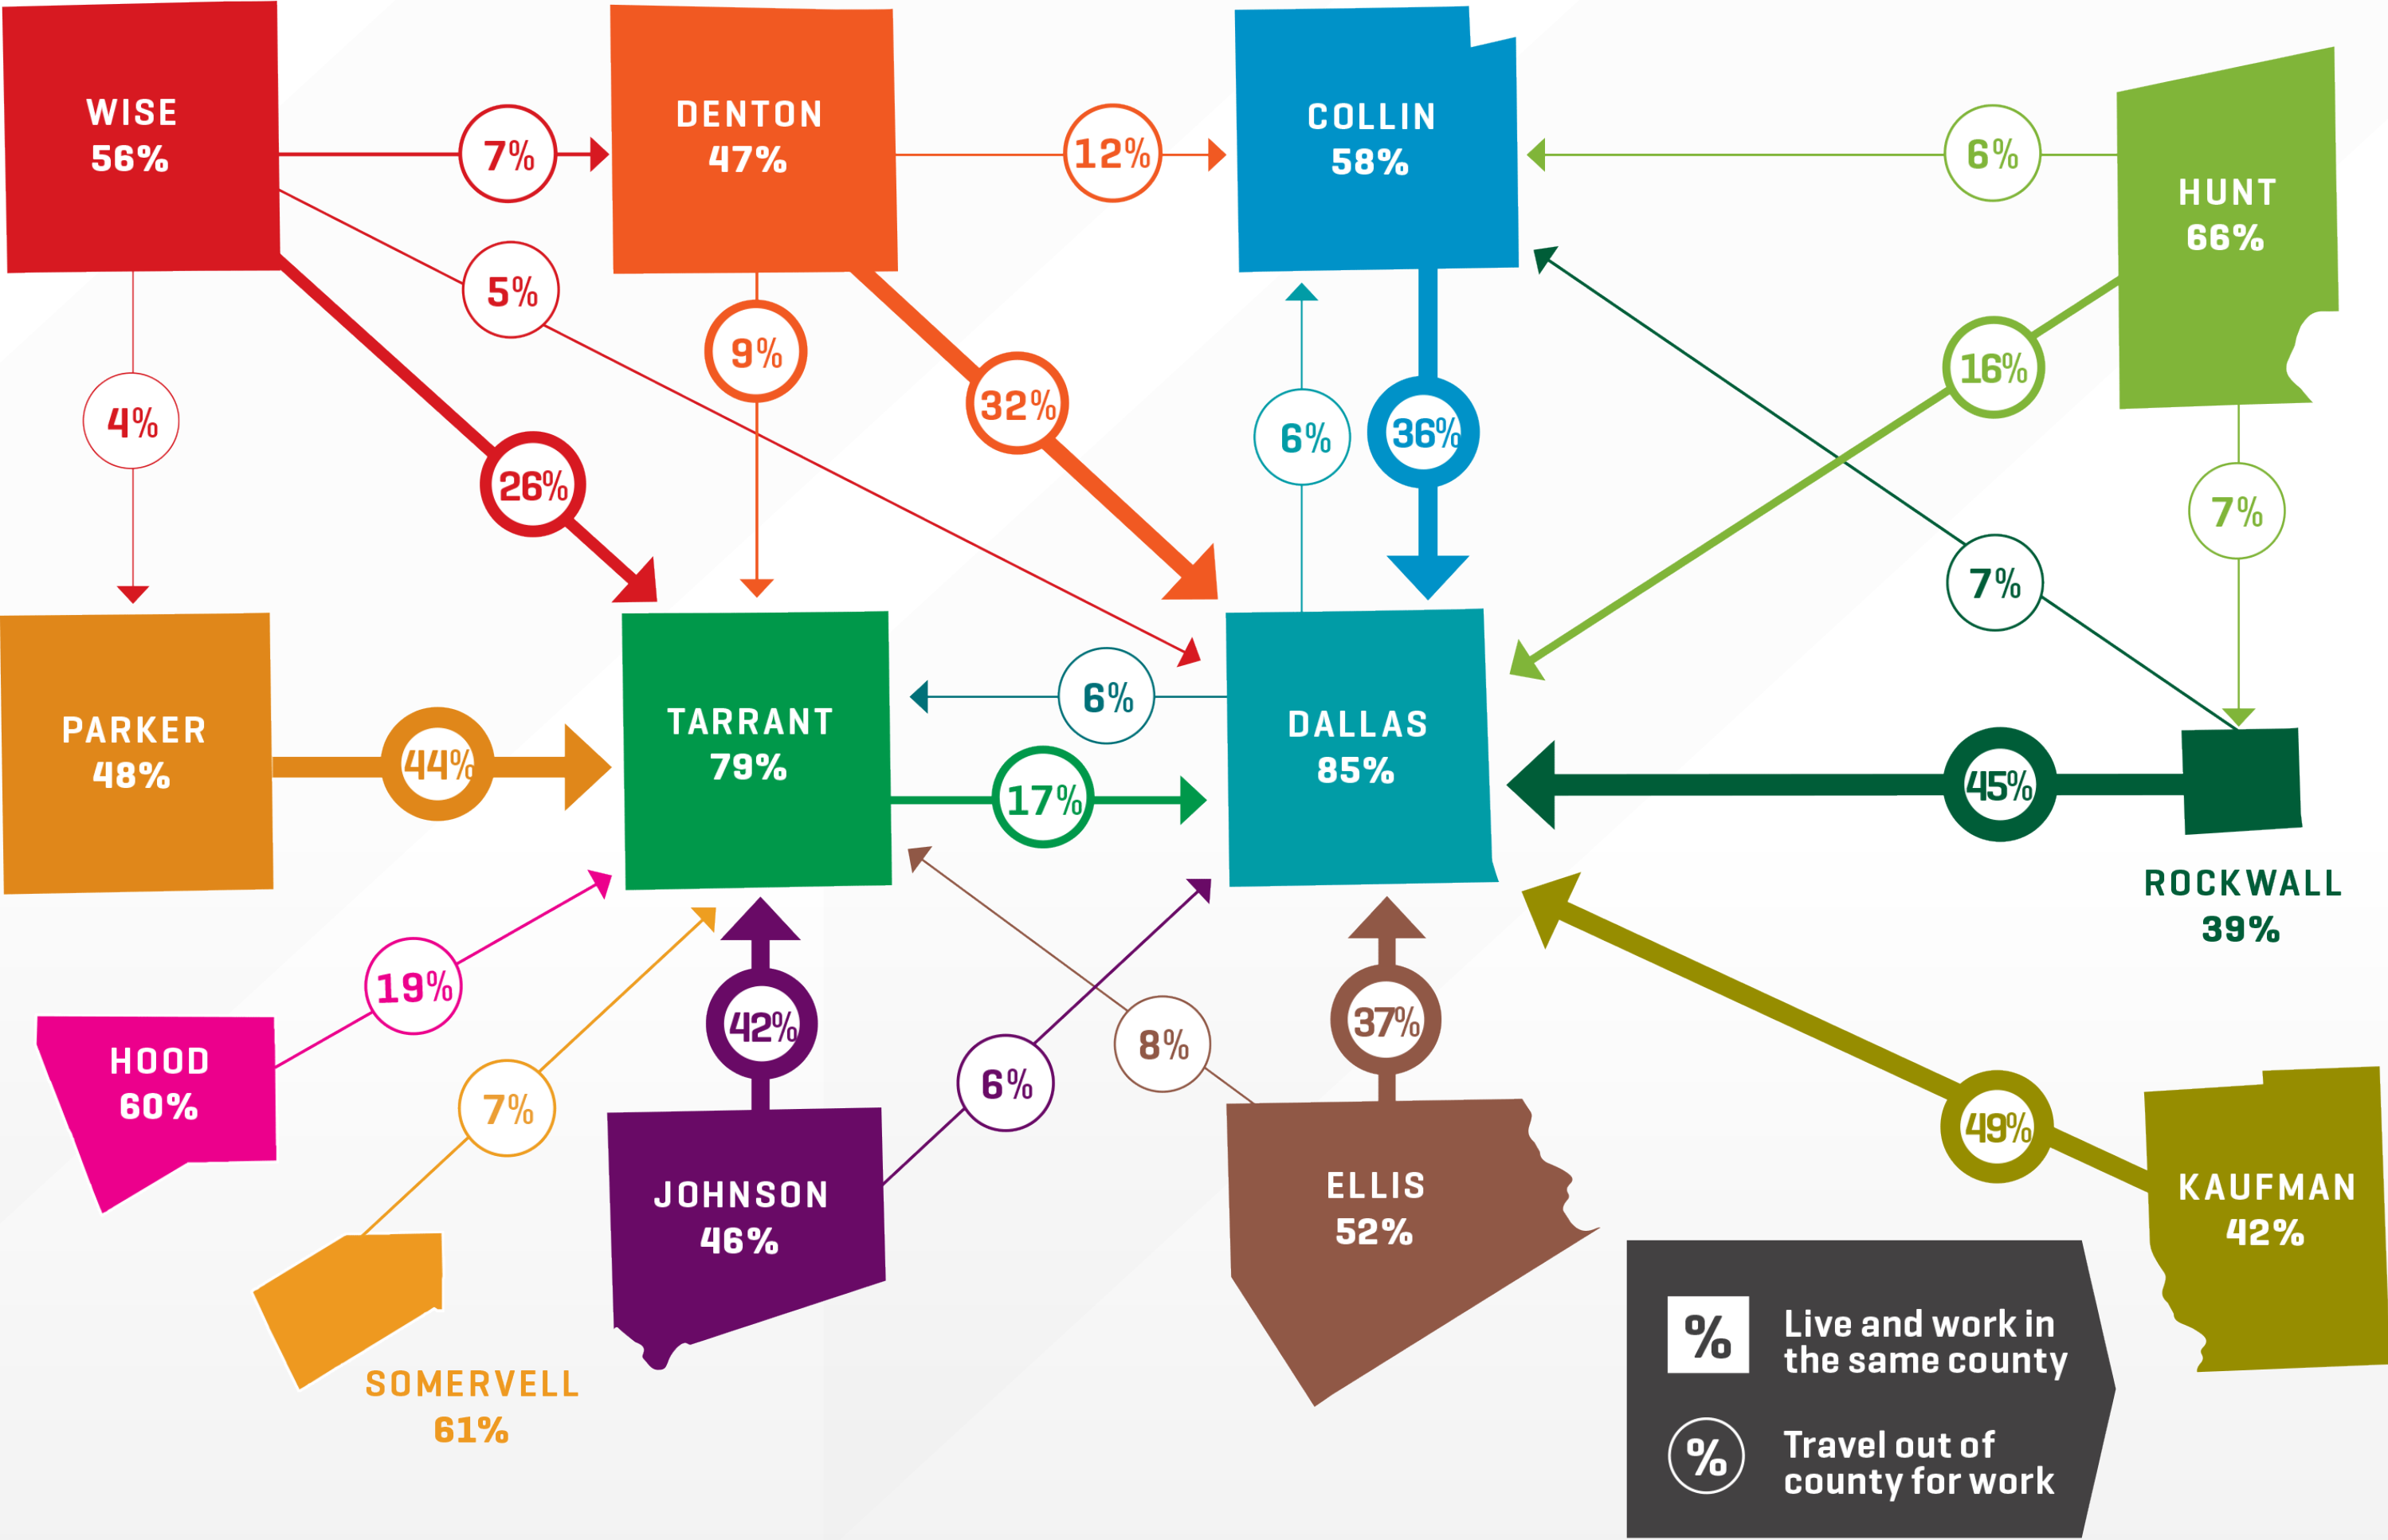 WISE
56%
7%
DENTON
47%
12%
COLLIN
58%
6%
HUNT
66%
5%
9%
32%
6%
36%
16%
4%
26%
7%
7%
PARKER
48%
44%
TARRANT
79%
6%
17%
DALLAS
85%
45%
ROCKWALL
39%
19%
HOOD
60%
7%
42%
6%
8%
37%
49%
SOMERVELL
61%
JOHNSON
46%
ELLIS
52%
KAUFMAN
42%
%
Live and work in
the same county
%
Travel out of
county for work